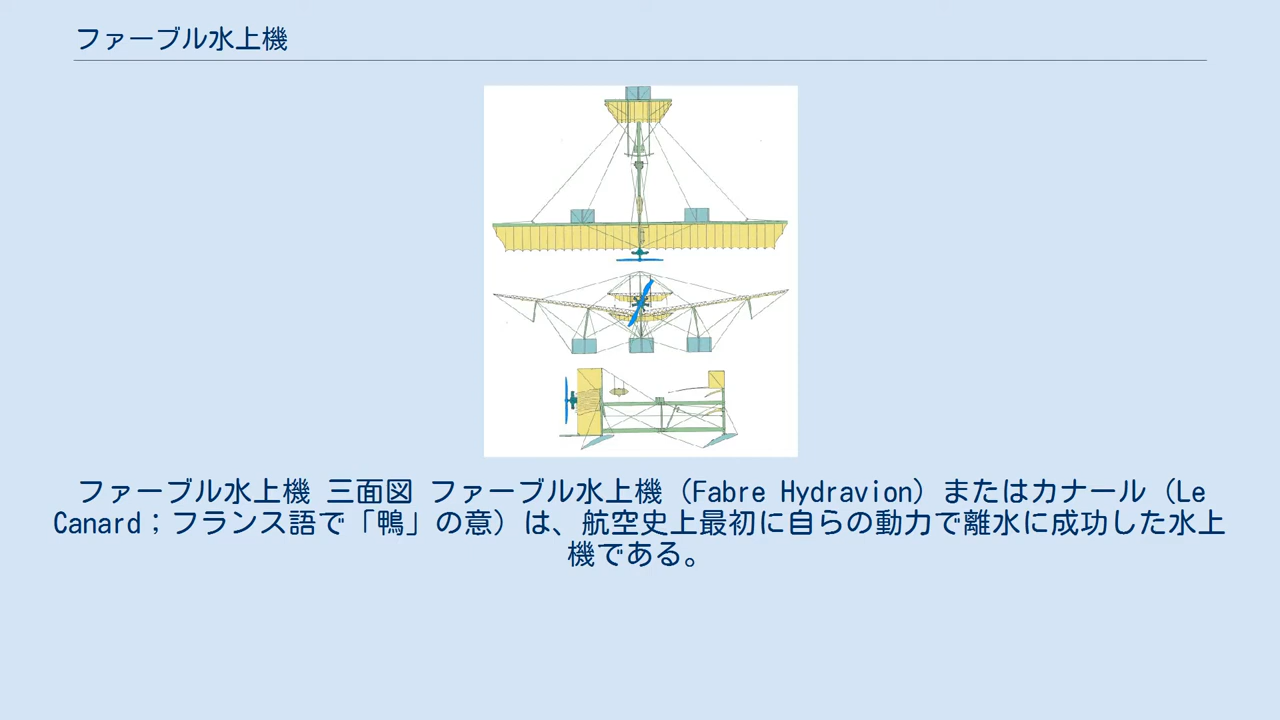 ファーブル水上機
ファーブル水上機 三面図 ファーブル水上機（Fabre Hydravion）またはカナール（Le
Canard；フランス語で「鴨」の意）は、航空史上最初に自らの動力で離水に成功した水上
機である。